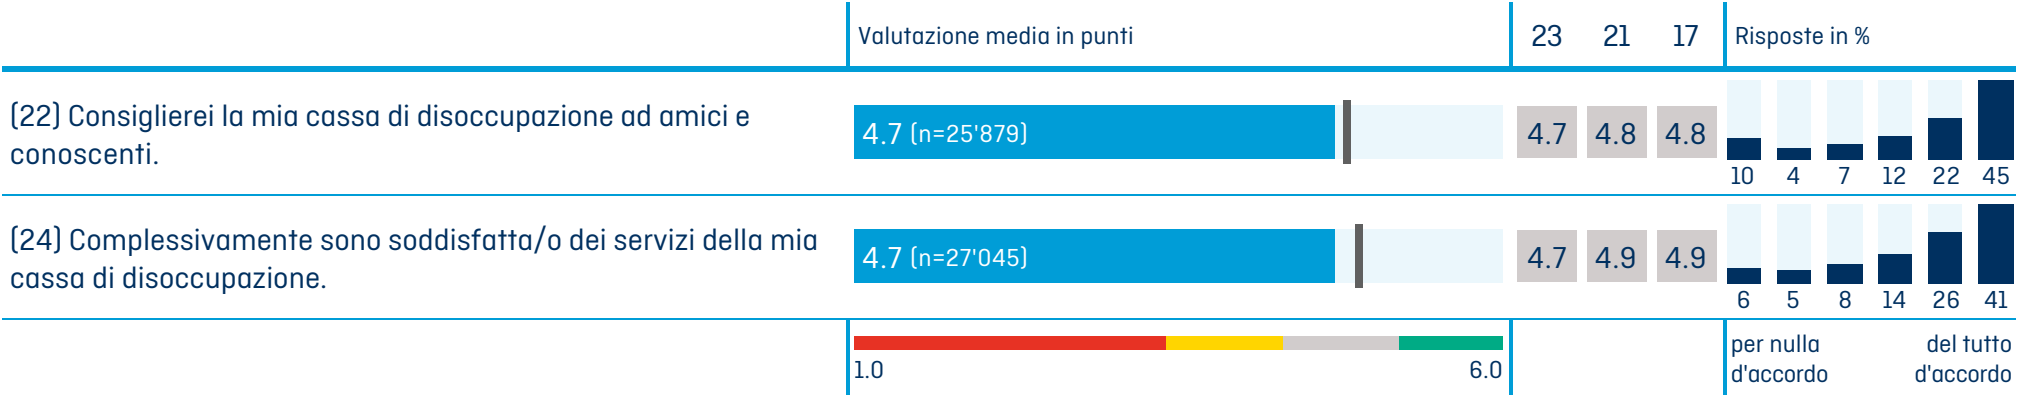 Valutazione media in punti 23 21 17 Risposte in %
(22) Consiglierei la mia cassa di disoccupazione ad amici e
conoscenti.
4.7 (n=25'879) 4.7 4.8 4.8
10 4 7 12 22 45
(24) Complessivamente sono soddisfatta/o dei servizi della mia
cassa di disoccupazione.
4.7 (n=27'045) 4.7 4.9 4.9
6 5 8 14 26 41
1.0 6.0
per nulla del tutto
d'accordo d'accordo